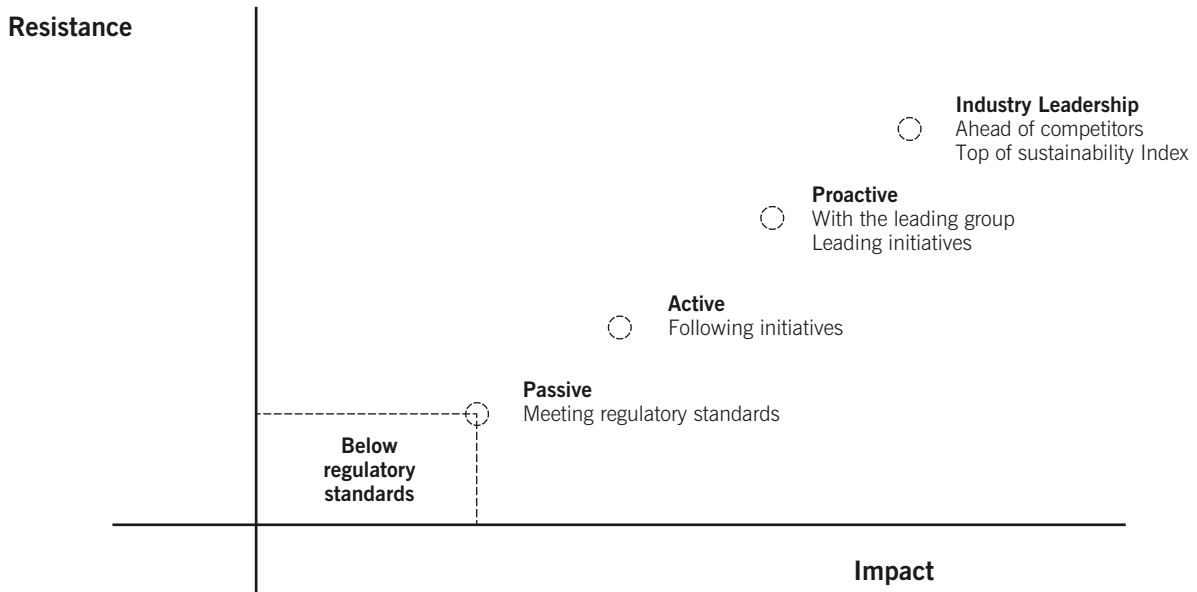 Resistance
Industry Leadership
Ahead of competitors
Top of sustainability Index
Proactive
With the leading group
Leading initiatives
Active
Following initiatives
Passive
Meeting regulatory standards
Below
regulatory
standards
Impact